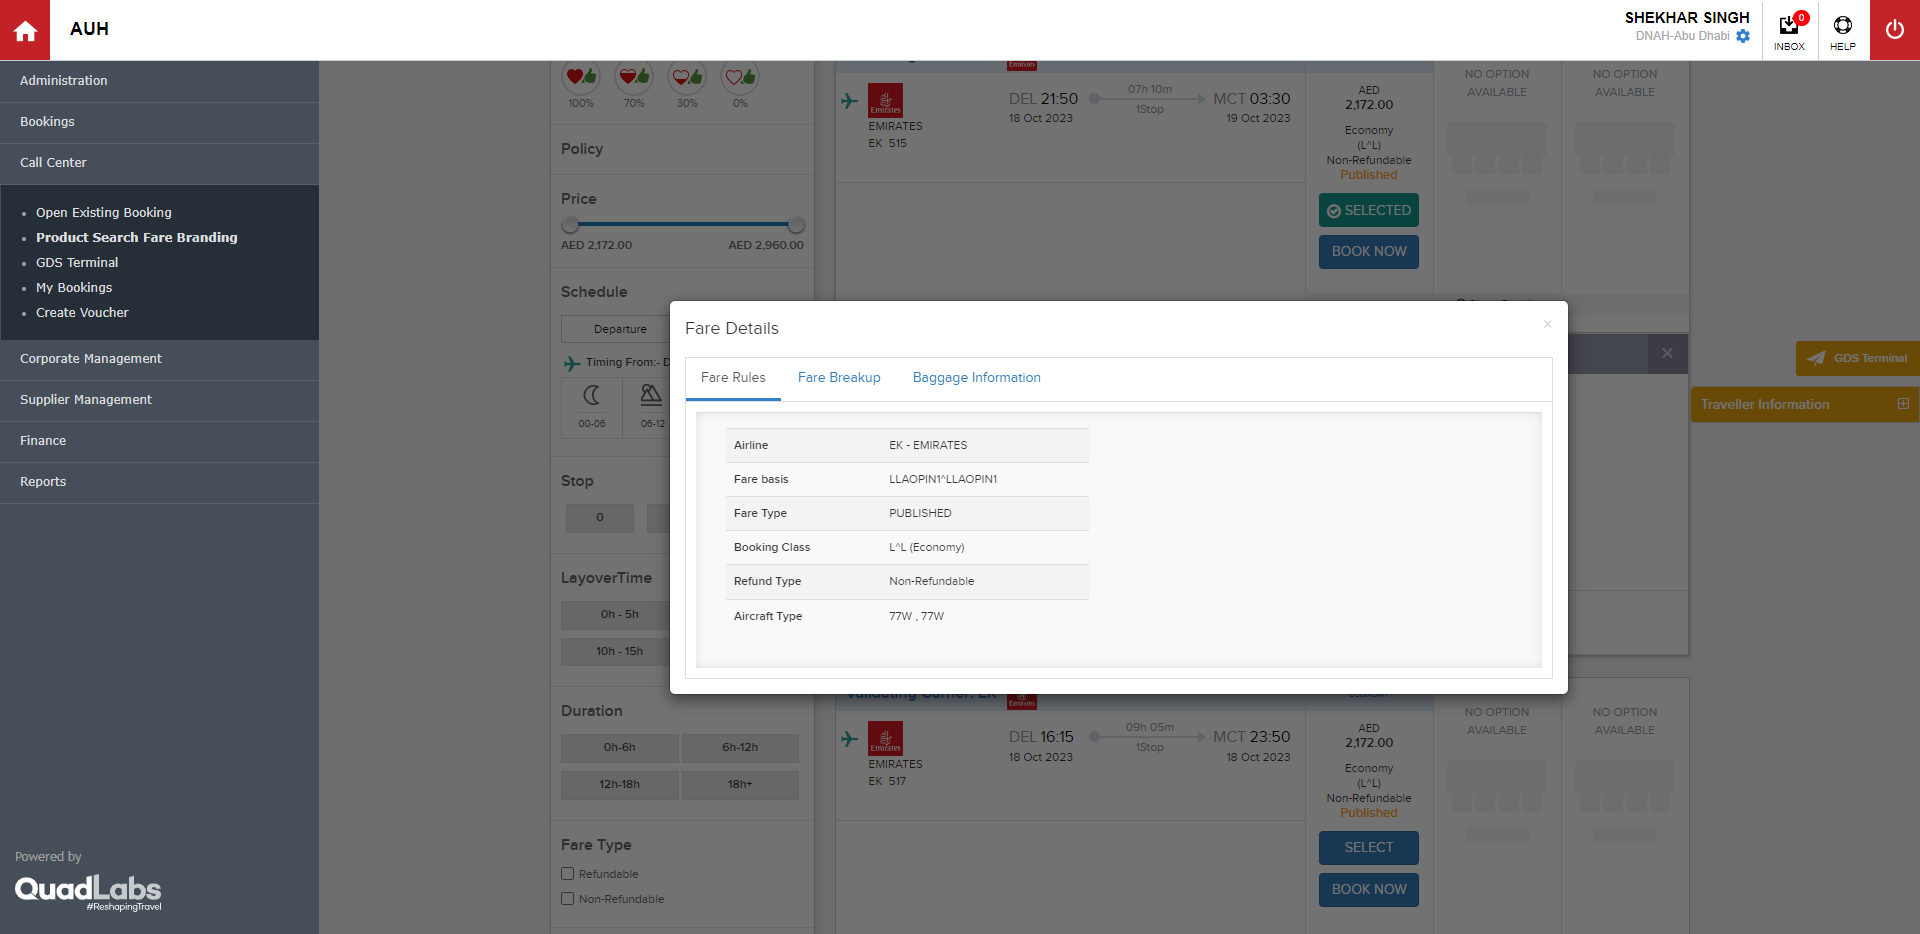 AUH
SHEKHAR SINGH
DNAH-Abu Dhabi
0
INBOX
HELP
Administration
Bookings
Call Center
Open Existing Booking
Product Search Fare Branding
GDS Terminal
My Bookings
Create Voucher
Corporate Management
Supplier Management
Finance
Reports
Powered by
QuadLabs
#ReshapingTravel
100%
70%
30%
0%
Policy
Price
AED 2,172.00
AED 2,960.00
Schedule
Departure
Timing From:- D
00-06
06-12
Stop
0
LayoverTime
0h - 5h
10h - 15h
Duration
0h-6h
6h-12h
12h-18h
18h+
Fare Type
Refundable
Non-Refundable
Emirates
EMIRATES
EK 515
DEL 21:50
18 Oct 2023
07h 10m
1Stop
MCT 03:30
19 Oct 2023
AED
2,172.00
Economy
(L^L)
Non-Refundable
Published
SELECTED
BOOK NOW
NO OPTION
AVAILABLE
NO OPTION
AVAILABLE
Fare Details
×
Fare Rules
Fare Breakup
Baggage Information
Airline EK - EMIRATES
Fare basis LLAOPIN1^LLAOPIN1
Fare Type PUBLISHED
Booking Class L^L (Economy)
Refund Type Non-Refundable
Aircraft Type 77W , 77W
GDS Terminal
Traveller Information
Validating Carrier: EK
Emirates
Emirates
EMIRATES
EK 517
DEL 16:15
18 Oct 2023
09h 05m
1Stop
MCT 23:50
18 Oct 2023
ECONOMY
AED
2,172.00
Economy
(L^L)
Non-Refundable
Published
SELECT
BOOK NOW
NO OPTION
AVAILABLE
NO OPTION
AVAILABLE